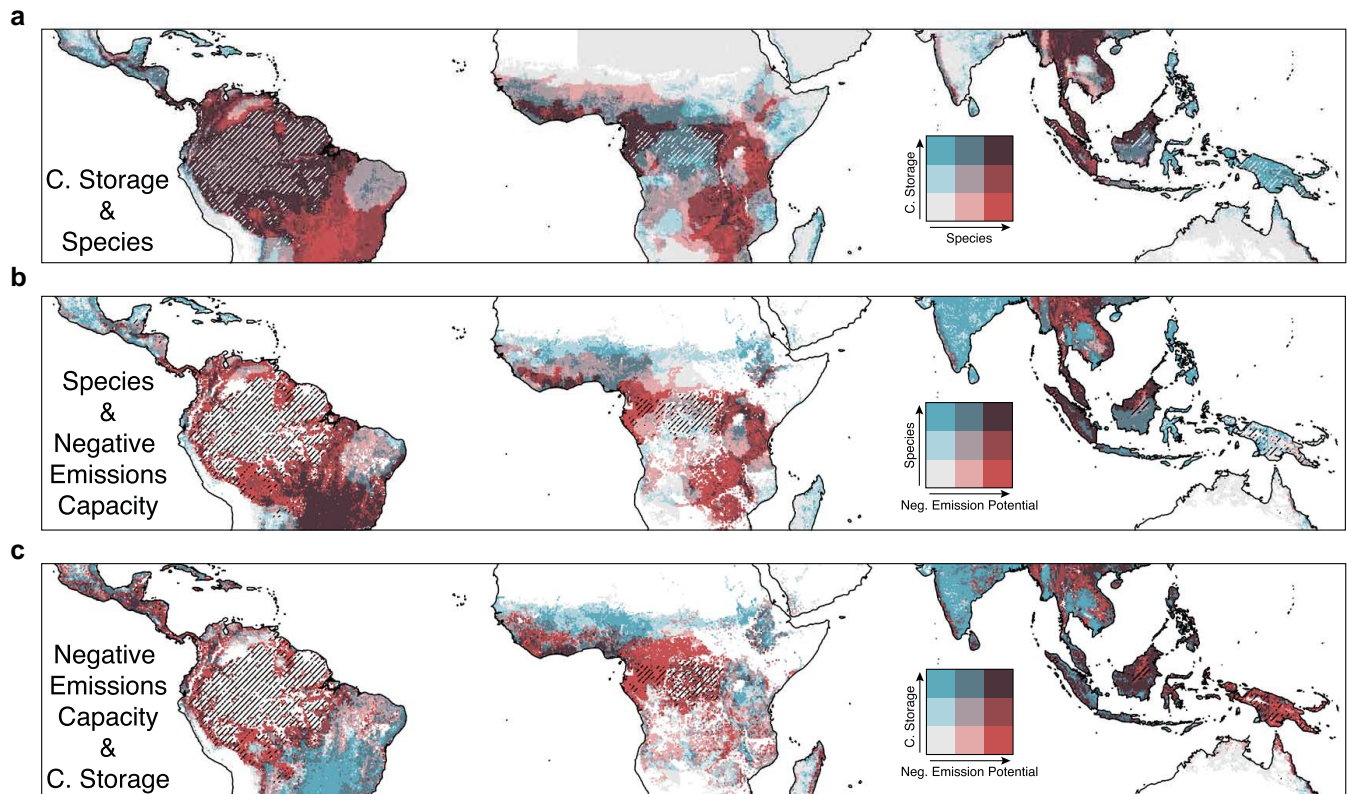 a
C. Storage
&
Species
C. Storage
Species
b
Species
&
Negative
Emissions
Capacity
Species
Neg. Emission Potential
c
Negative
Emissions
Capacity
&
C. Storage
C. Storage
Neg. Emission Potential